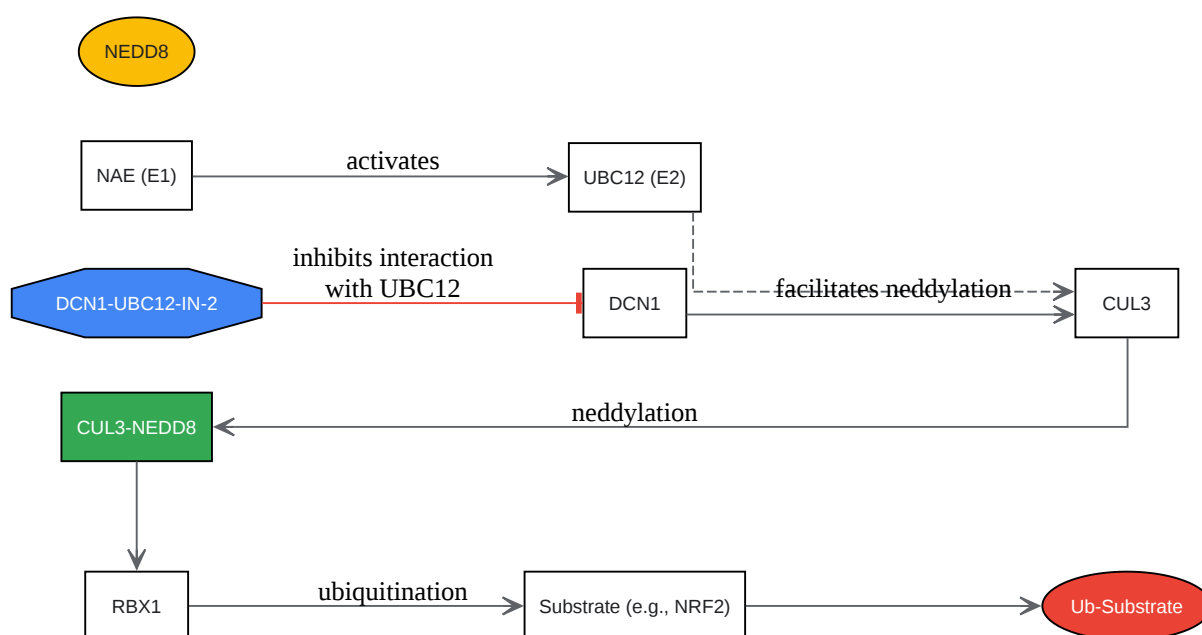 NEDD8
NAE (E1)
activates
UBC12 (E2)
DCN1-UBC12-IN-2
inhibits interaction
with UBC12
DCN1
facilitates neddylation
CUL3
CUL3-NEDD8
neddylation
RBX1
ubiquitination
Substrate (e.g., NRF2)
Ub-Substrate